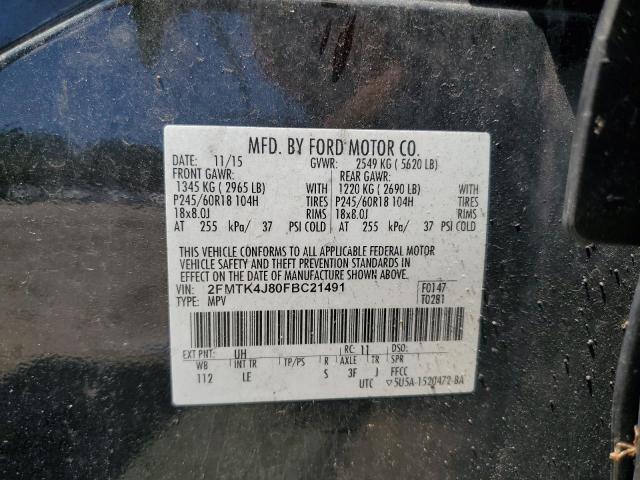 MFD. BY FORD MOTOR CO.
DATE: 11/15 GVWR: 2549 KG ( 5620 LB)
FRONT GAWR: REAR GAWR:
1345 KG ( 2965 LB) WITH 1220 KG ( 2690 LB) WITH
P245/60R18 104H TIRES P245/60R18 104H TIRES
18x8.0J RIMS 18x8.0J RIMS
AT 255 kPa/ 37 PSI COLD AT 255 kPa/ 37 PSI COLD
THIS VEHICLE CONFORMS TO ALL APPLICABLE FEDERAL MOTOR
VEHICLE SAFETY AND THEFT PREVENTION STANDARDS IN
EFFECT ON THE DATE OF MANUFACTURE SHOWN ABOVE.
VIN: 2FMTK4J80FBC21491 F0147
TYPE: MPV T0281
EXT PNT: UH RC: 11 DSO:
WB INT TR TP/PS R AXLE TR SPR
112 LE S 3F J FFCC
UTC ▽5U5A-1520472-BA